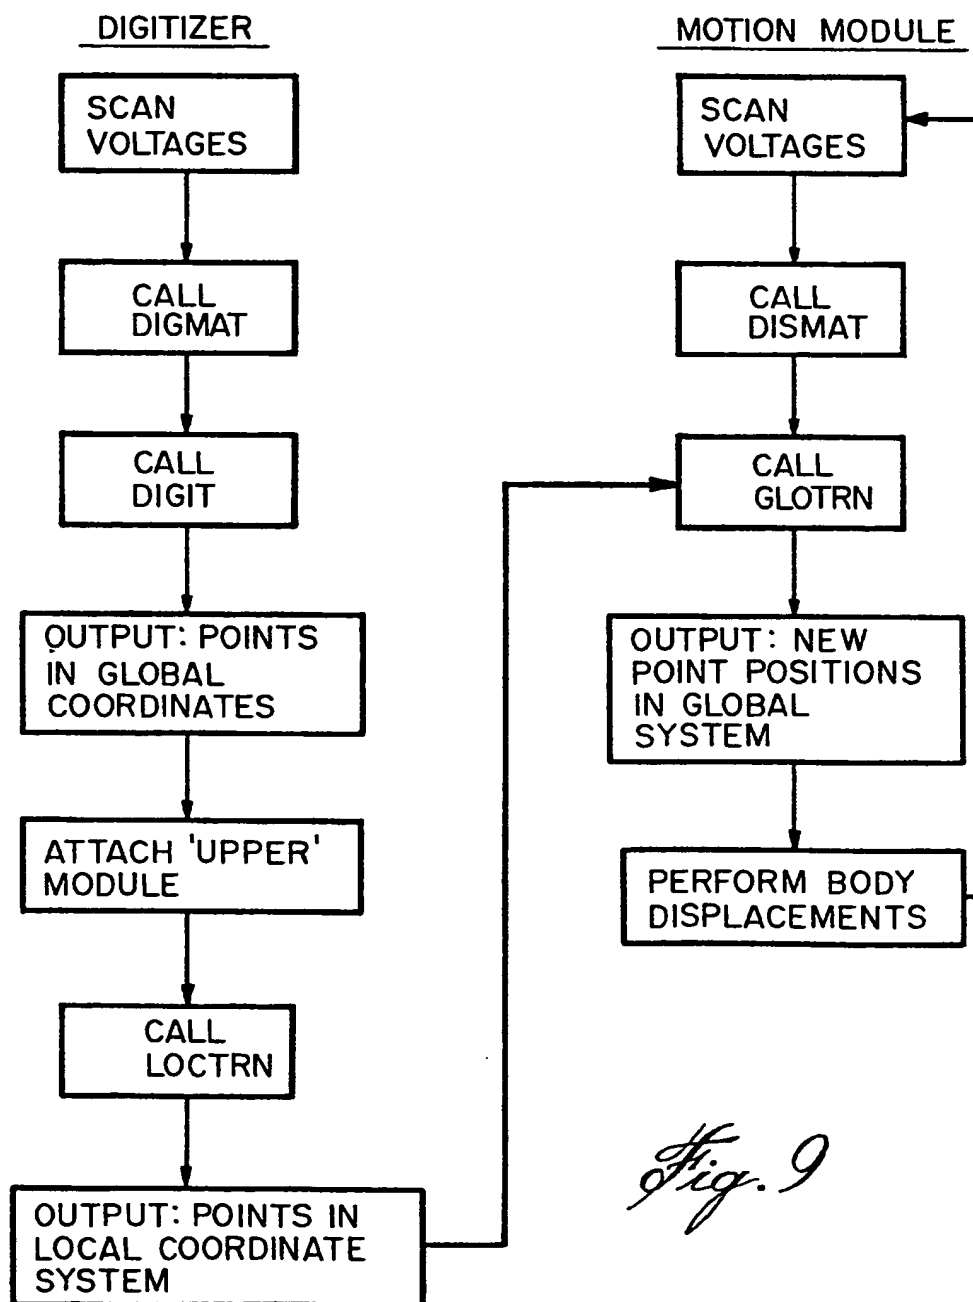 DIGITIZER
SCAN
VOLTAGES
CALL
DIGMAT
CALL
DIGIT
OUTPUT: POINTS
IN GLOBAL
COORDINATES
ATTACH 'UPPER'
MODULE
CALL
LOCTRN
OUTPUT: POINTS IN
LOCAL COORDINATE
SYSTEM
MOTION MODULE
SCAN
VOLTAGES
CALL
DISMAT
CALL
GLOTRN
OUTPUT: NEW
POINT POSITIONS
IN GLOBAL
SYSTEM
PERFORM BODY
DISPLACEMENTS
Fig. 9